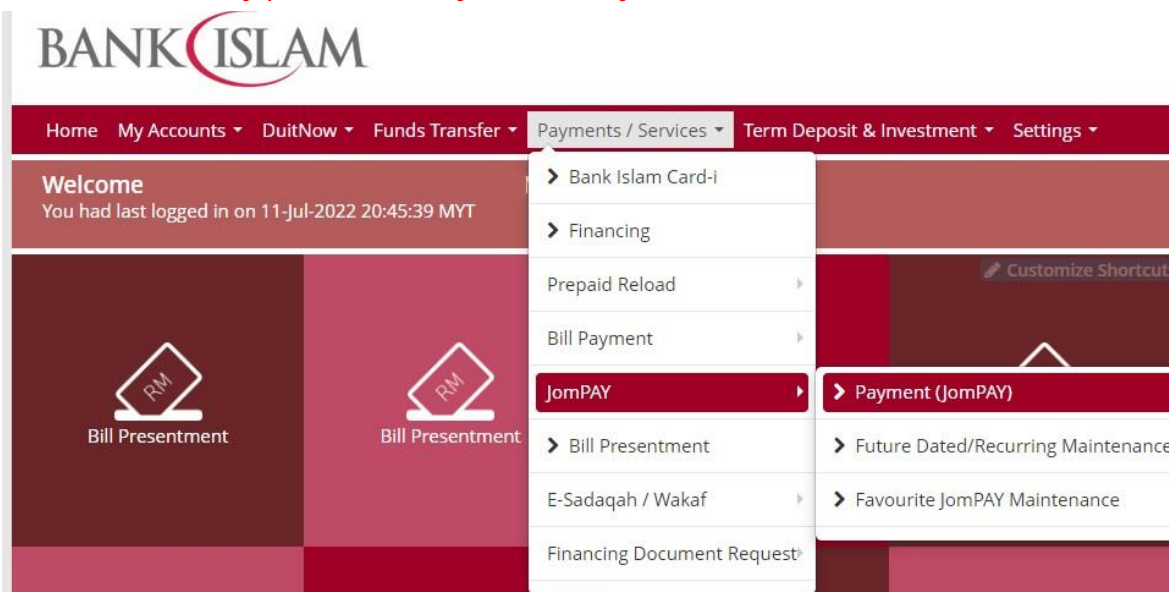 BANK ISLAM
Home My Accounts DuitNow Funds Transfer Payments / Services Term Deposit & Investment Settings
Welcome
You had last logged in on 11-Jul-2022 20:45:39 MYT
Bank Islam Card-i
Financing
Prepaid Reload
Bill Payment
JomPAY
Bill Presentment
E-Sadaqah / Wakaf
Financing Document Request
Payment (JomPAY)
Future Dated/Recurring Maintenance
Favourite JomPAY Maintenance
Customize Shortcut
RM
Bill Presentment
RM
Bill Presentment